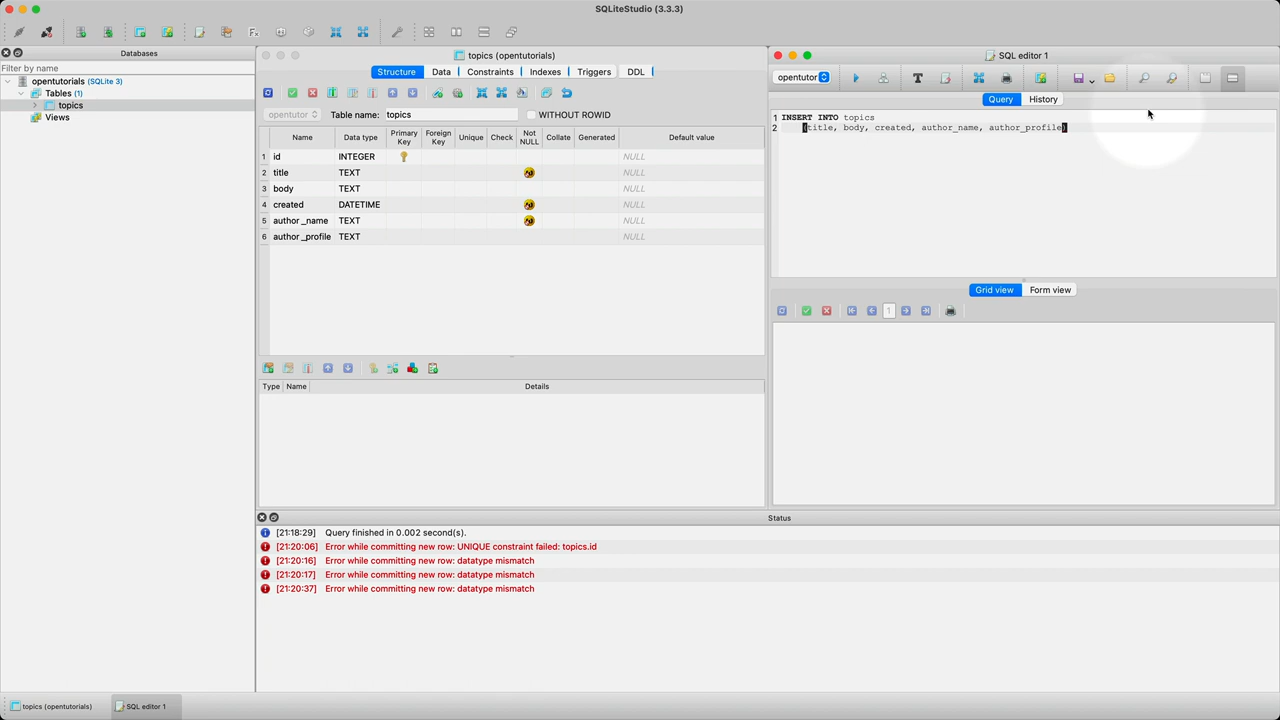 SQLiteStudio (3.3.3)
Databases
Filter by name
opentutorials (SQLite 3)
Tables (1)
topics
Views
topics (opentutorials)
Structure Data Constraints Indexes Triggers DDL
opentutor Table name: topics WITHOUT ROWID
Name Data type Primary Key Foreign Key Unique Check Not NULL Collate Generated Default value
1 id INTEGER NULL
2 title TEXT NULL
3 body TEXT NULL
4 created DATETIME NULL
5 author_name TEXT NULL
6 author_profile TEXT NULL
Type Name Details
SQL editor 1
opentutor
Query History
1 INSERT INTO topics
2 (title, body, created, author_name, author_profile)
Grid view Form view
1
Status
[21:18:29] Query finished in 0.002 second(s).
[21:20:06] Error while committing new row: UNIQUE constraint failed: topics.id
[21:20:16] Error while committing new row: datatype mismatch
[21:20:17] Error while committing new row: datatype mismatch
[21:20:37] Error while committing new row: datatype mismatch
topics (opentutorials) SQL editor 1